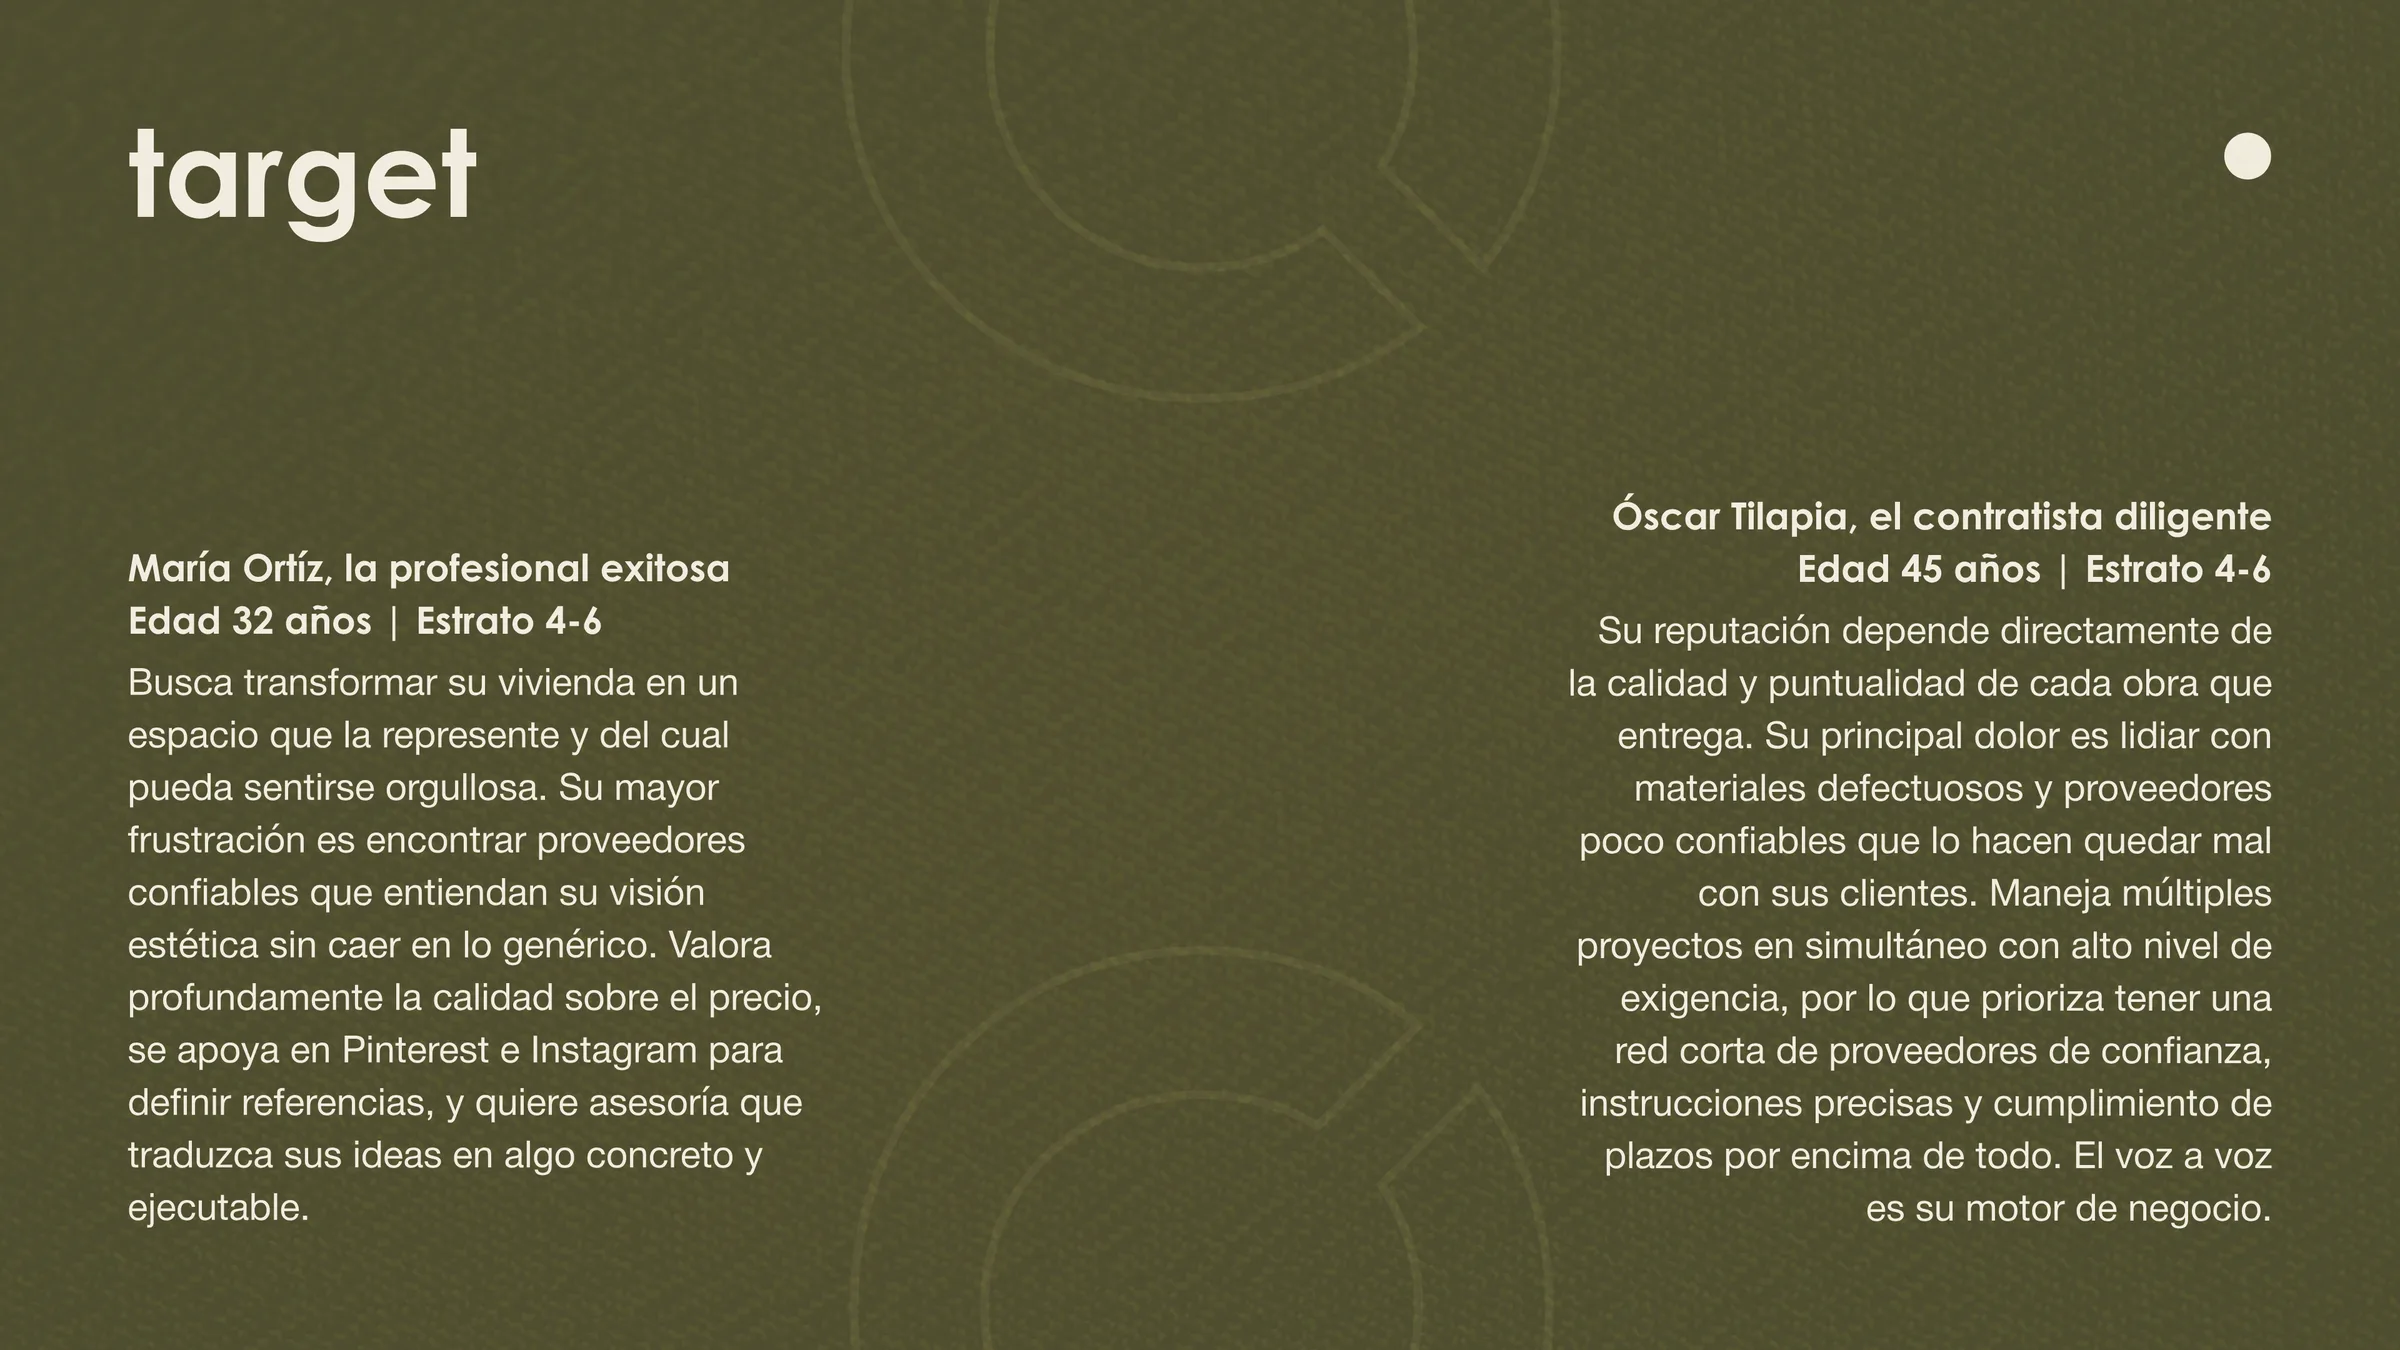 target
María Ortíz, la profesional exitosa
Edad 32 años | Estrato 4-6
Busca transformar su vivienda en un
espacio que la represente y del cual
pueda sentirse orgullosa. Su mayor
frustración es encontrar proveedores
confiables que entiendan su visión
estética sin caer en lo genérico. Valora
profundamente la calidad sobre el precio,
se apoya en Pinterest e Instagram para
definir referencias, y quiere asesoría que
traduzca sus ideas en algo concreto y
ejecutable.
Óscar Tilapia, el contratista diligente
Edad 45 años | Estrato 4-6
Su reputación depende directamente de
la calidad y puntualidad de cada obra que
entrega. Su principal dolor es lidiar con
materiales defectuosos y proveedores
poco confiables que lo hacen quedar mal
con sus clientes. Maneja múltiples
proyectos en simultáneo con alto nivel de
exigencia, por lo que prioriza tener una
red corta de proveedores de confianza,
instrucciones precisas y cumplimiento de
plazos por encima de todo. El voz a voz
es su motor de negocio.